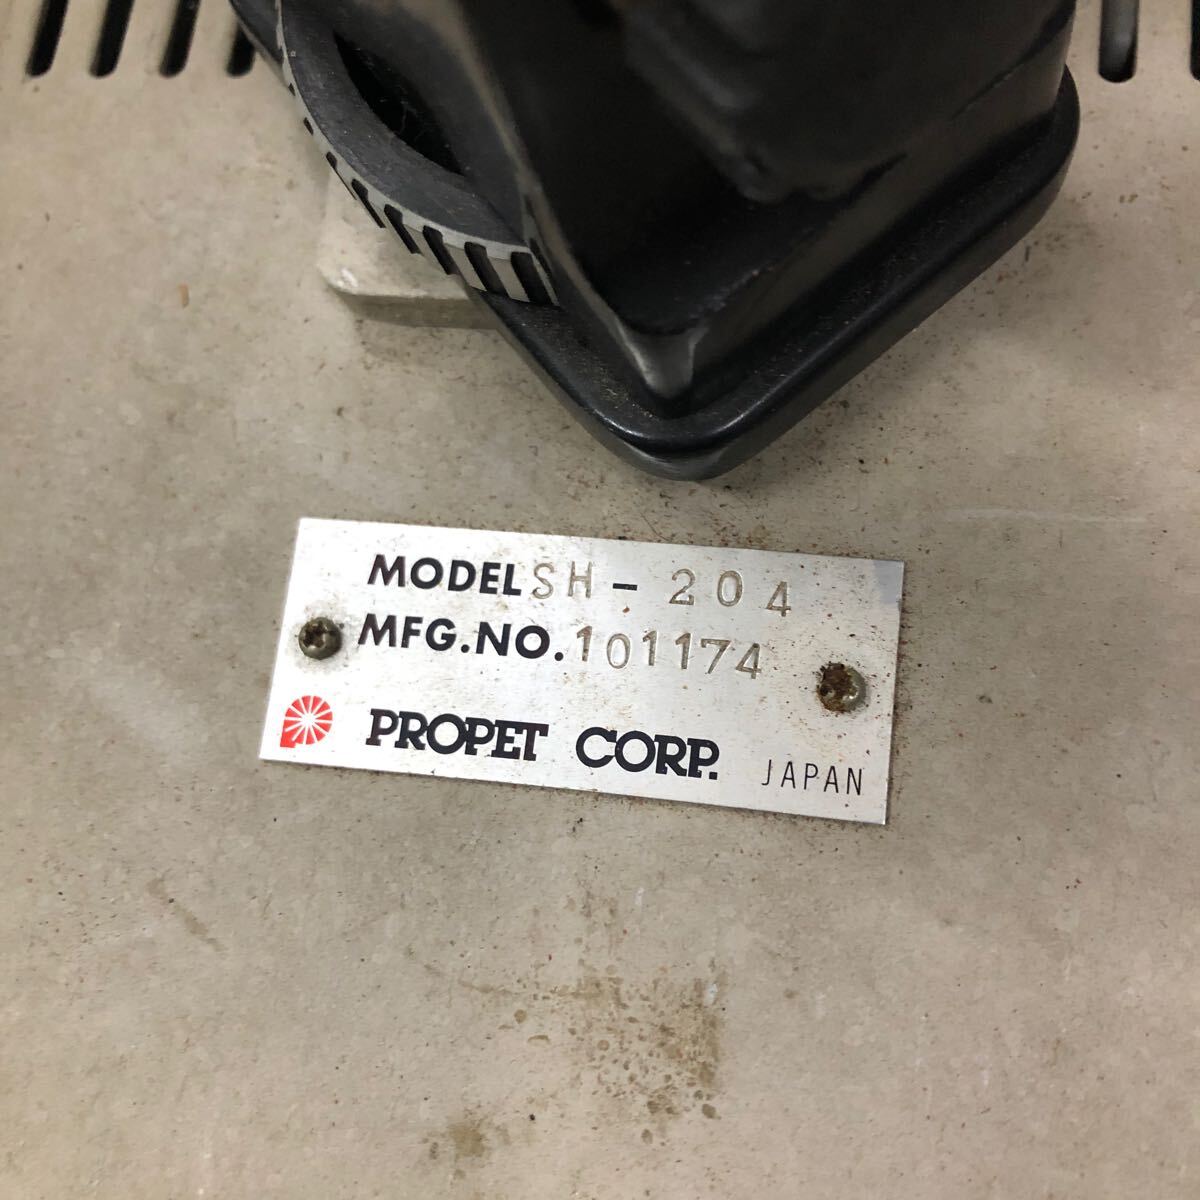 MODEL SH-204
MFG.NO. 101174
PROPET CORP. JAPAN